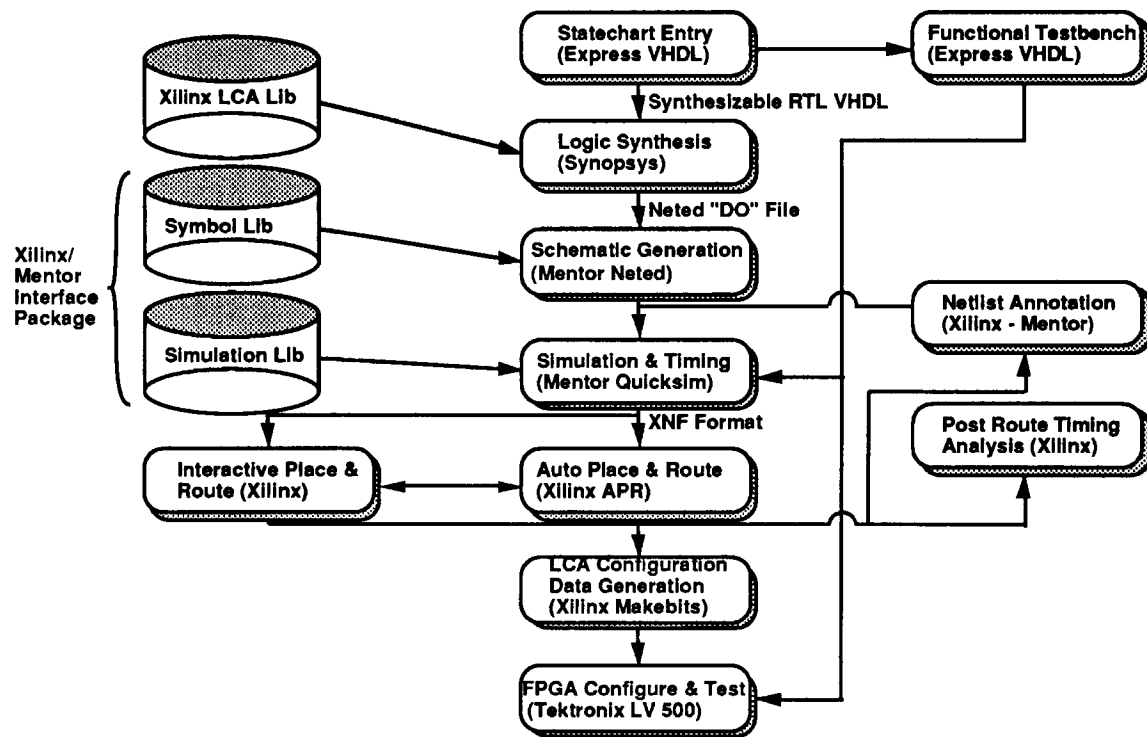 Statechart Entry
(Express VHDL)
Functional Testbench
(Express VHDL)
Xilinx LCA Lib
Synthesizable RTL VHDL
Logic Synthesis
(Synopsys)
Neted "DO" File
Symbol Lib
Schematic Generation
(Mentor Neted)
Xilinx/
Mentor
Interface
Package
Netlist Annotation
(Xilinx - Mentor)
Simulation Lib
Simulation & Timing
(Mentor Quicksim)
XNF Format
Post Route Timing
Analysis (Xilinx)
Interactive Place &
Route (Xilinx)
Auto Place & Route
(Xilinx APR)
LCA Configuration
Data Generation
(Xilinx Makebits)
FPGA Configure & Test
(Tektronix LV 500)